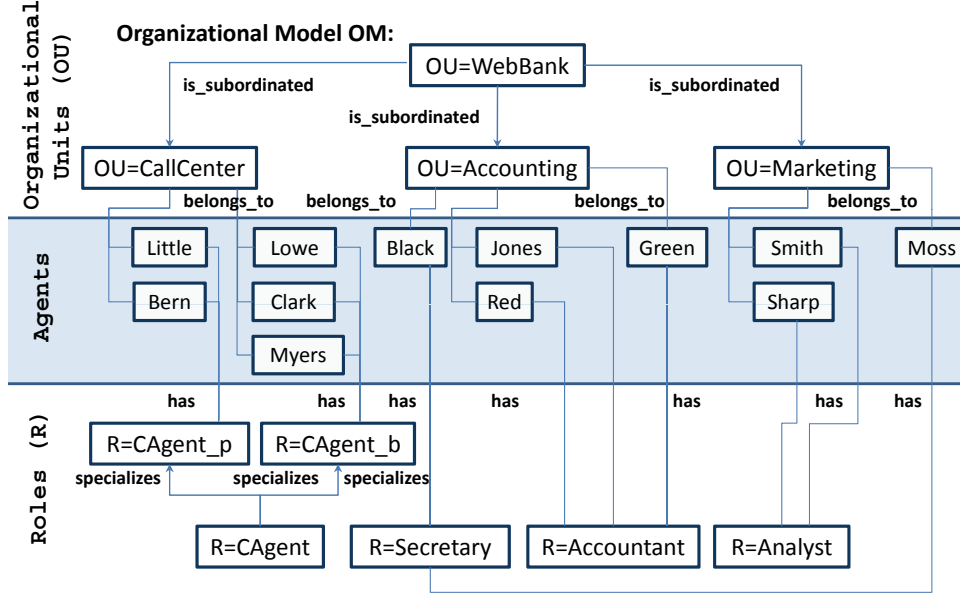 Organizational Units (OU)
Organizational Model OM:
OU=WebBank
is_subordinated
is_subordinated
is_subordinated
OU=CallCenter
OU=Accounting
OU=Marketing
belongs_to
belongs_to
belongs_to
belongs_to
Agents
Little
Lowe
Black
Jones
Green
Smith
Moss
Bern
Clark
Red
Sharp
Myers
Roles (R)
has
has
has
has
has
has
has
R=CAgent_p
R=CAgent_b
specializes
specializes
specializes
R=CAgent
R=Secretary
R=Accountant
R=Analyst